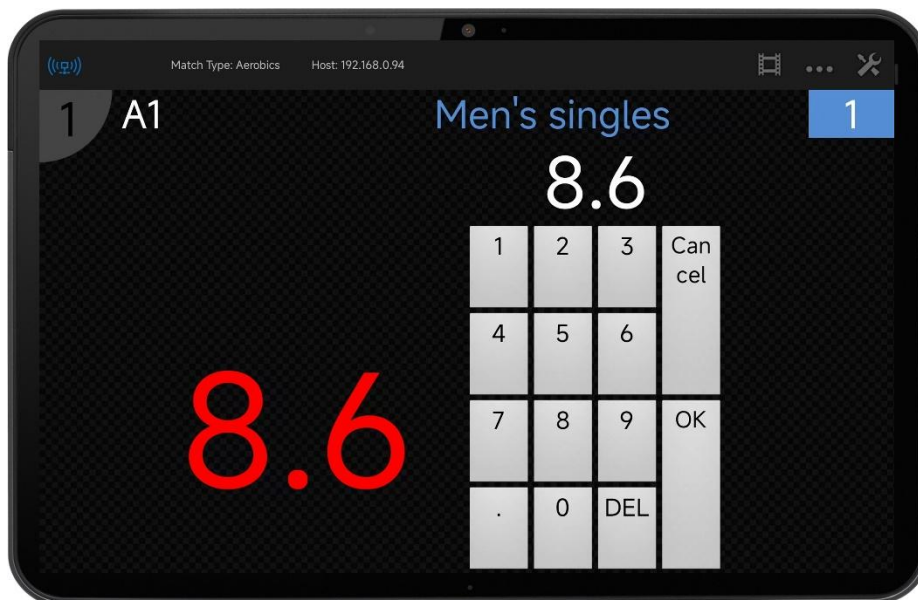 Match Type: Aerobics Host: 192.168.0.94
1 A1 Men's singles 1
8.6
1 2 3 Can
cel
4 5 6
8.6
7 8 9 OK
. 0 DEL